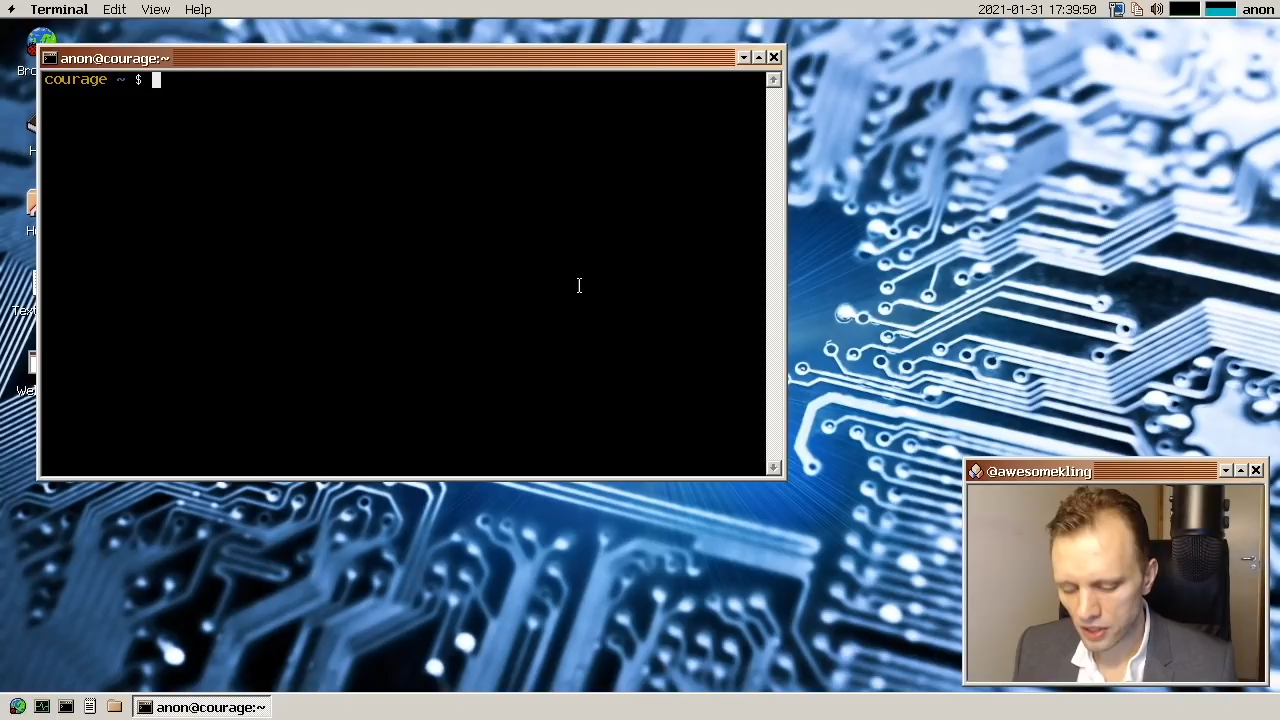 Terminal Edit View Help 2021-01-31 17:39:50 anon
anon@courage:~
courage ~ $
@awesomekling
anon@courage:~